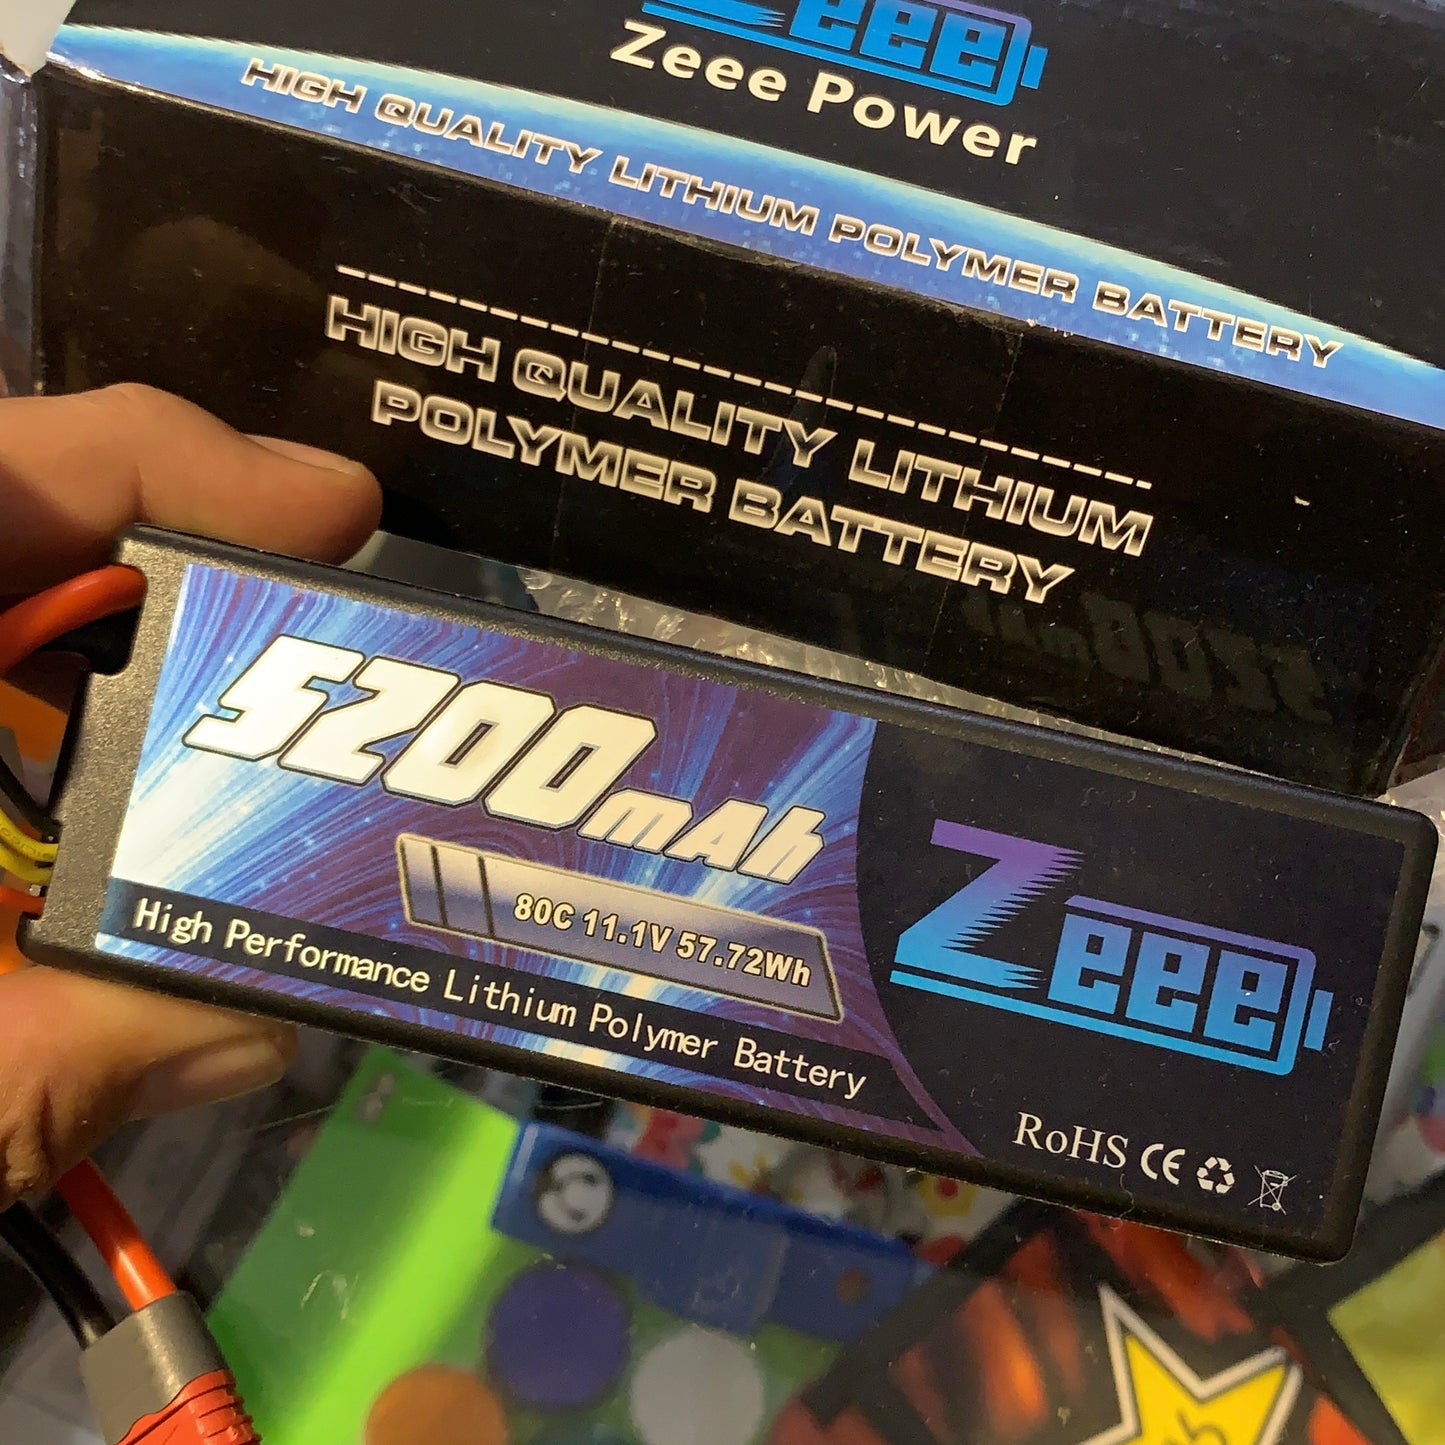 Zeee
Zeee Power
HIGH QUALITY LITHIUM POLYMER BATTERY
HIGH QUALITY LITHIUM
POLYMER BATTERY
5200mAh
80C 11.1V 57.72Wh
High Performance Lithium Polymer Battery
Zeee
RoHS CE